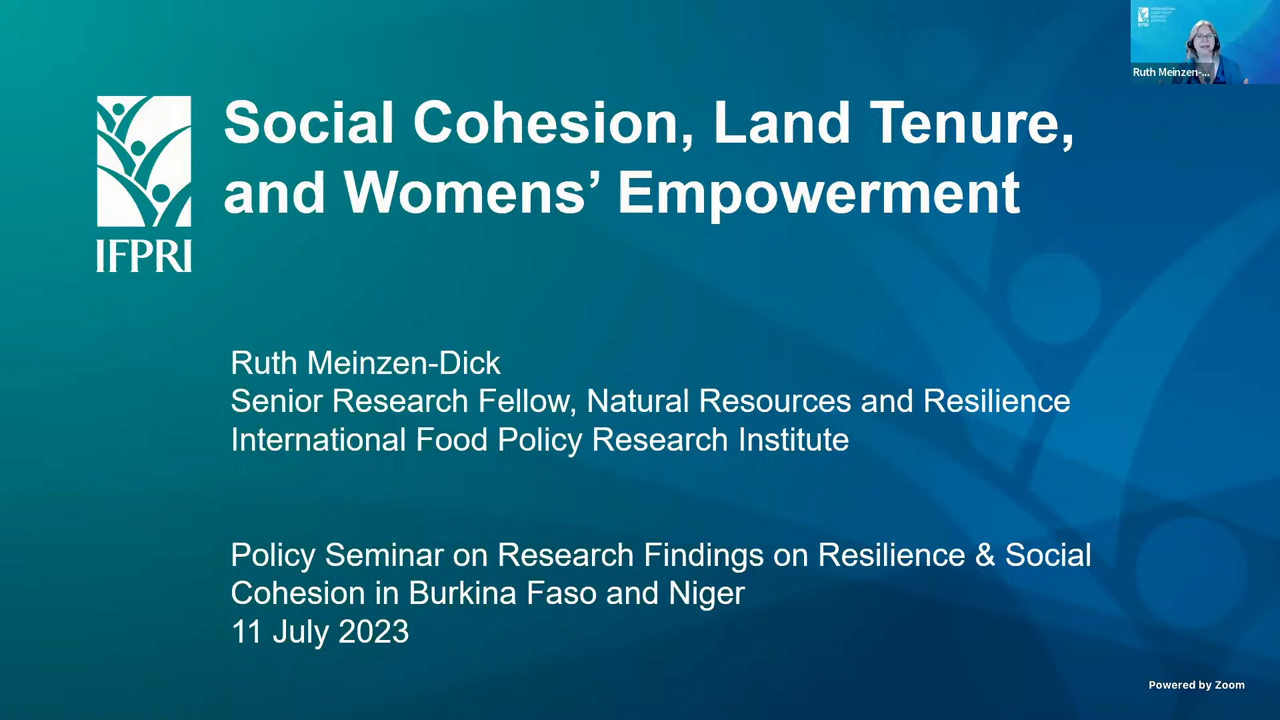 Social Cohesion, Land Tenure,
and Womens’ Empowerment
IFPRI
Ruth Meinzen-Dick
Senior Research Fellow, Natural Resources and Resilience
International Food Policy Research Institute
Policy Seminar on Research Findings on Resilience & Social
Cohesion in Burkina Faso and Niger
11 July 2023
Ruth Meinzen-...
Powered by Zoom